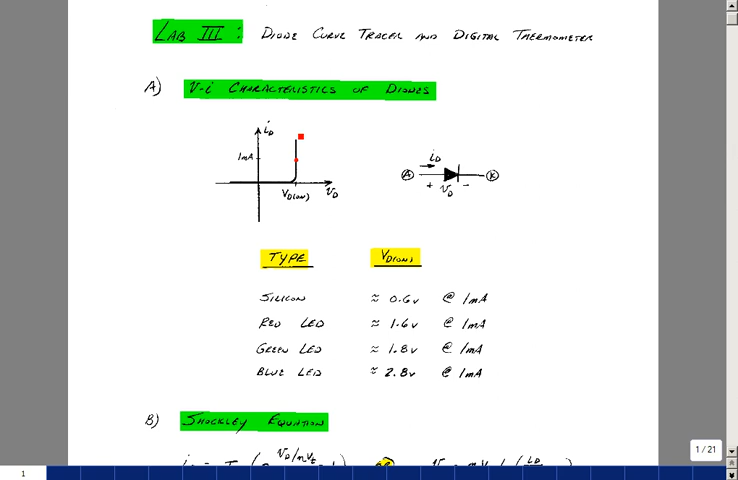 LAB III : DIODE CURVE TRACER AND DIGITAL THERMOMETER
A) V-i CHARACTERISTICS OF DIODES
iD
1mA
VD(ON) VD
iD
A K
+ VD -
TYPE VD(ON)
SILICON ≈ 0.6V @ 1mA
RED LED ≈ 1.6V @ 1mA
GREEN LED ≈ 1.8V @ 1mA
BLUE LED ≈ 2.8V @ 1mA
B) SHOCKLEY EQUATION
VD/nVt
1 / 21
1